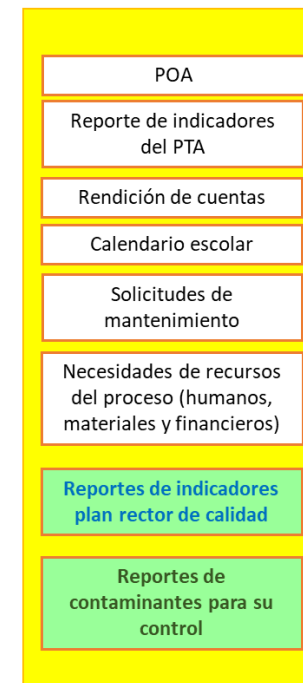 POA
Reporte de indicadores
del PTA
Rendición de cuentas
Calendario escolar
Solicitudes de
mantenimiento
Necesidades de recursos
del proceso (humanos,
materiales y financieros)
Reportes de indicadores
plan rector de calidad
Reportes de
contaminantes para su
control